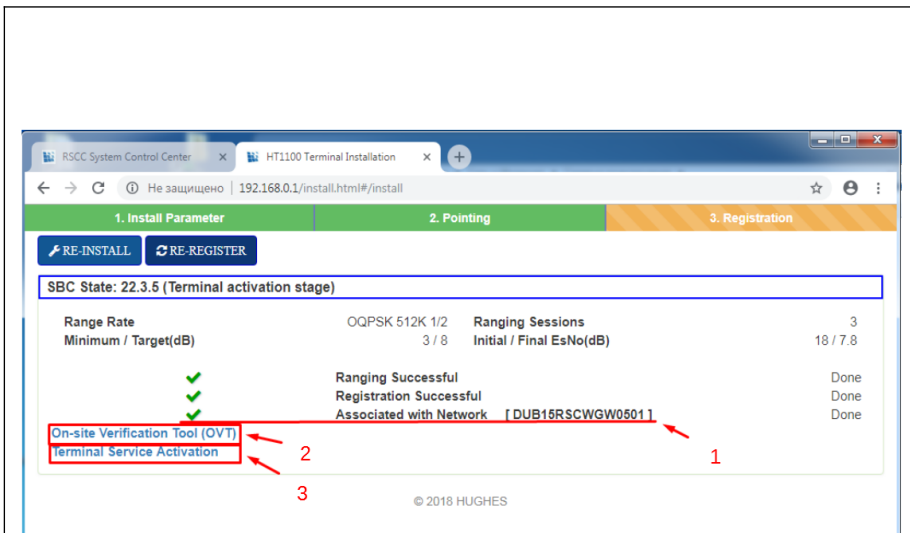 RSCC System Control Center
HT1100 Terminal Installation
Не защищено | 192.168.0.1/install.html#/install
1. Install Parameter 2. Pointing 3. Registration
RE-INSTALL RE-REGISTER
SBC State: 22.3.5 (Terminal activation stage)
Range Rate OQPSK 512K 1/2 Ranging Sessions 3
Minimum / Target(dB) 3 / 8 Initial / Final EsNo(dB) 18 / 7.8
Ranging Successful Done
Registration Successful Done
Associated with Network [ DUB15RSCWGW0501 ] Done
On-site Verification Tool (OVT)
Terminal Service Activation
2
1
3
© 2018 HUGHES